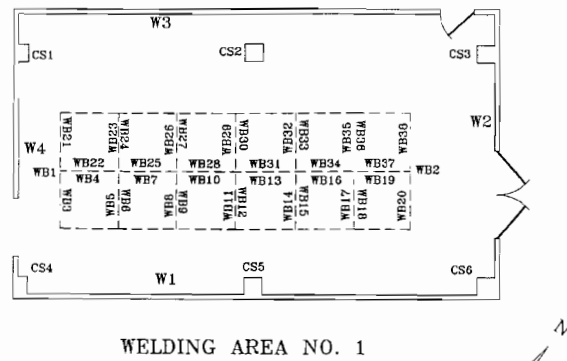 W3
CS1 CS2 CS3
W4 W2
WB21 WB23 WB24 WB26 WB27 WB29 WB30 WB32 WB33 WB35 WB36 WB38
WB22 WB25 WB28 WB31 WB34 WB37
WB1 WB2
WB4 WB7 WB10 WB13 WB16 WB19
WB3 WB5 WB6 WB8 WB9 WB11 WB12 WB14 WB15 WB17 WB18 WB20
CS4 CS5 CS6
W1
WELDING AREA NO. 1
N